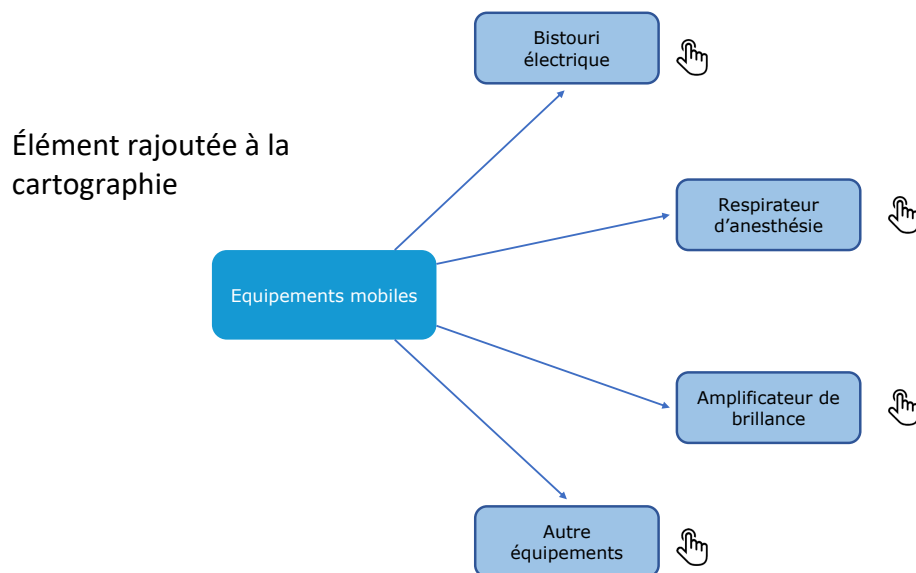 Bistouri
électrique
Élément rajoutée à la
cartographie
Respirateur
d’anesthésie
Equipements mobiles
Amplificateur de
brillance
Autre
équipements